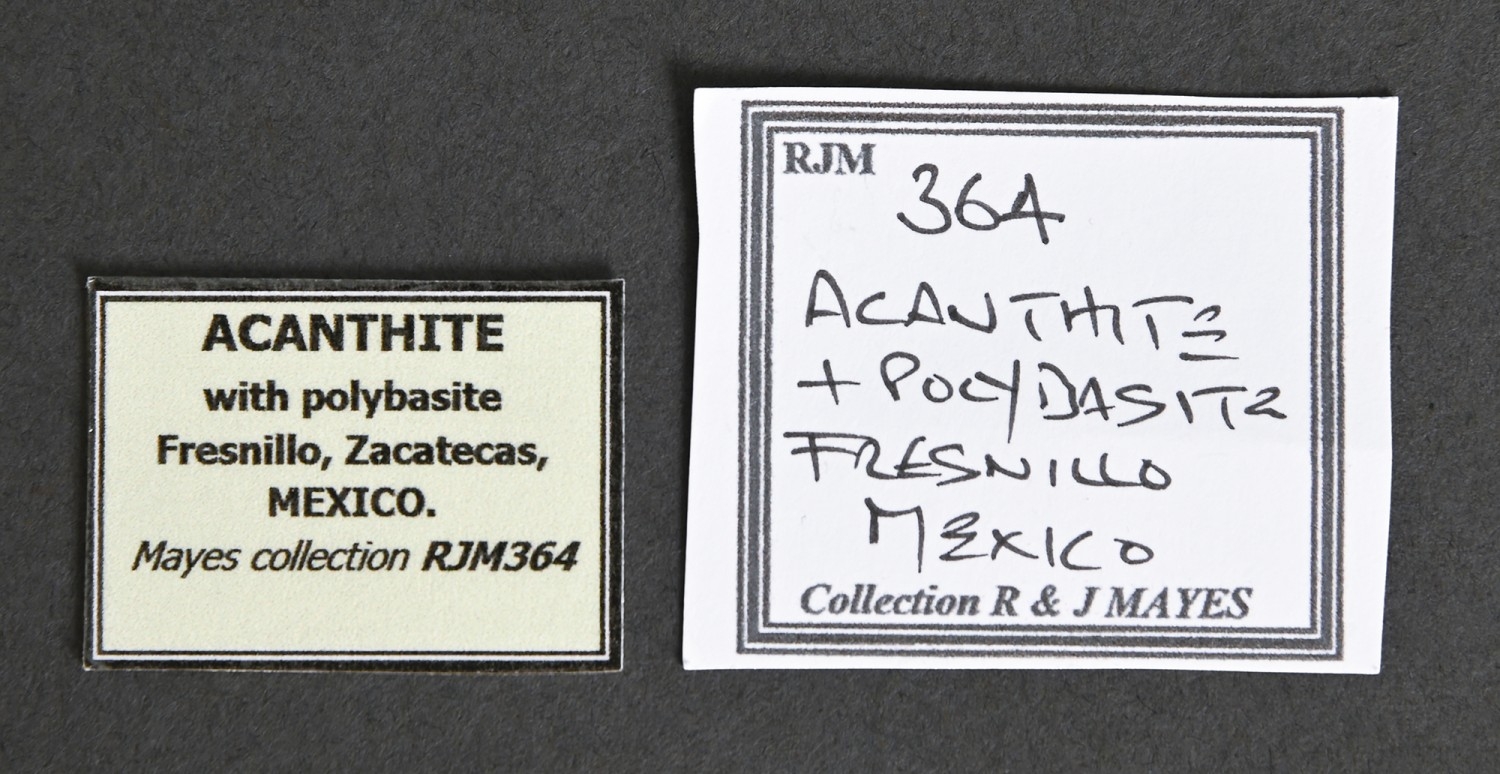 ACANTHITE
with polybasite
Fresnillo, Zacatecas,
MEXICO.
Mayes collection RJM364
RJM 364
ACANTHITE
+ POLYBASITE
FRESNILLO
MEXICO
Collection R & J MAYES